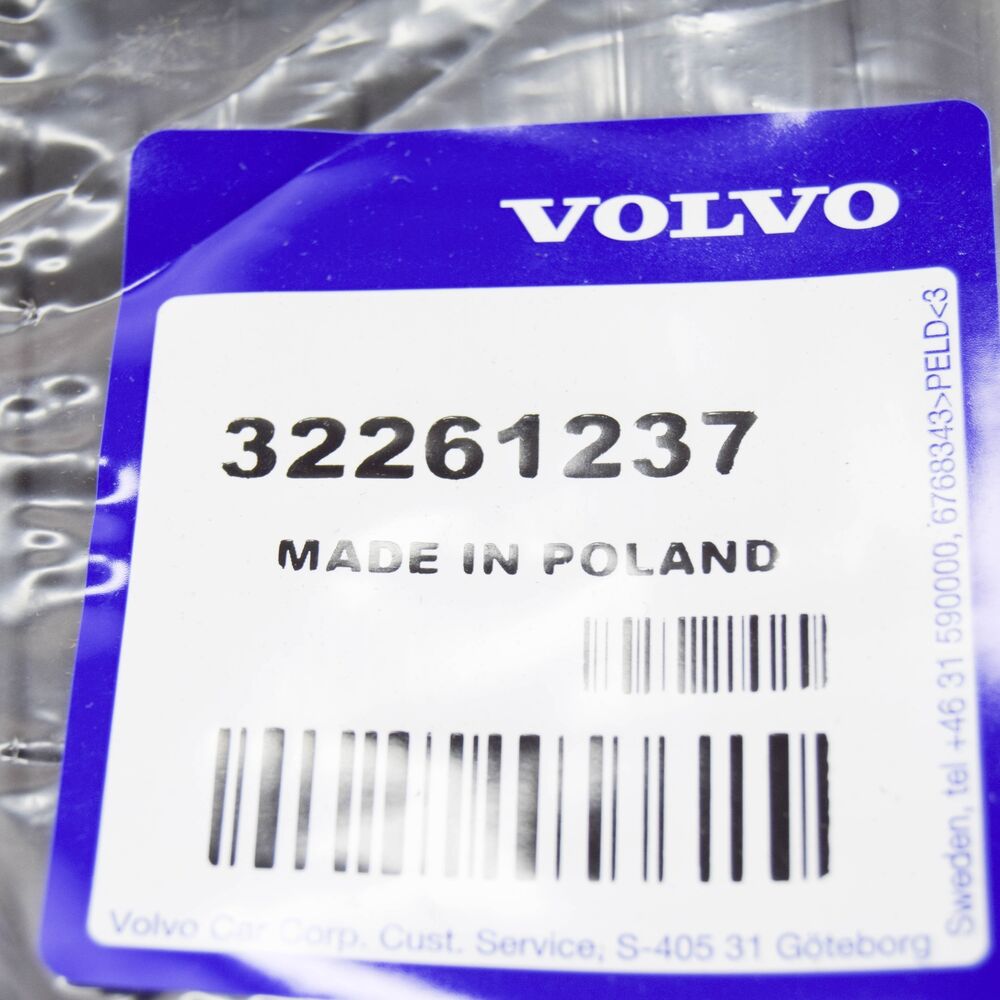 VOLVO
32261237
MADE IN POLAND
Volvo Car Corp. Cust. Service, S-405 31 Göteborg
Sweden, tel +46 31 590000, 6768343>PELD<3